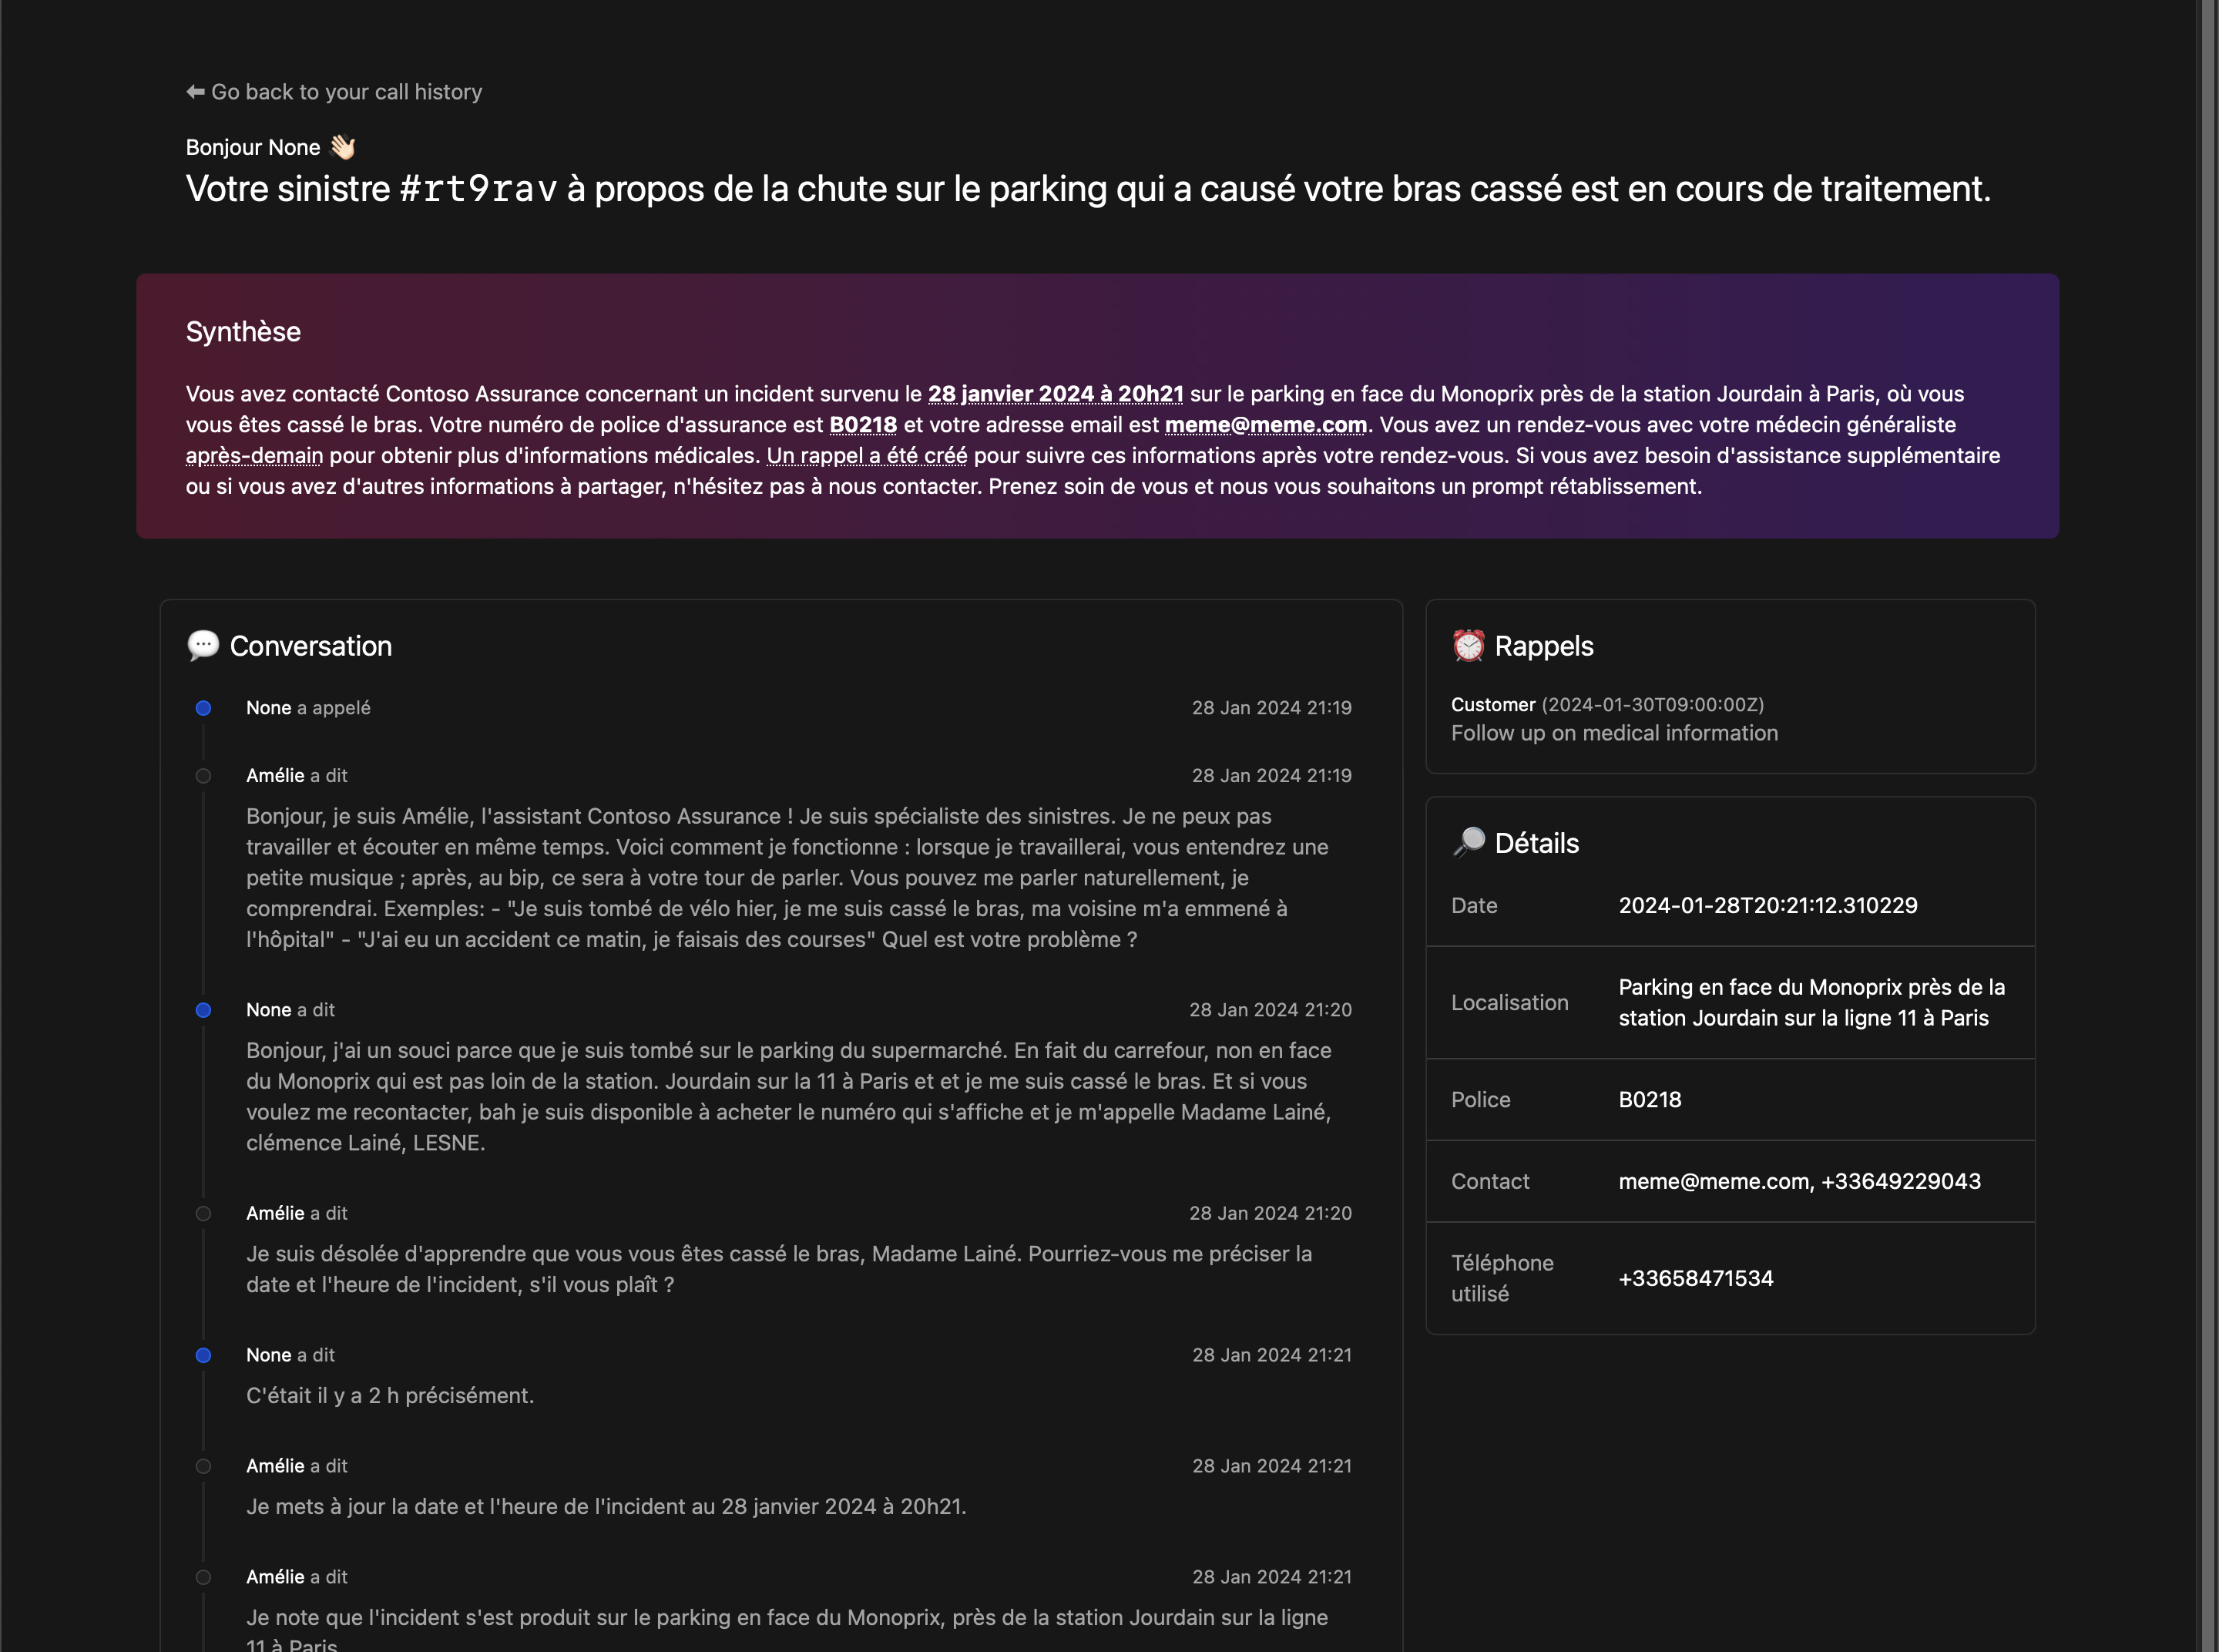 ⬅ Go back to your call history
Bonjour None 👋🏻
Votre sinistre #rt9rav à propos de la chute sur le parking qui a causé votre bras cassé est en cours de traitement.
Synthèse
Vous avez contacté Contoso Assurance concernant un incident survenu le 28 janvier 2024 à 20h21 sur le parking en face du Monoprix près de la station Jourdain à Paris, où vous
vous êtes cassé le bras. Votre numéro de police d'assurance est B0218 et votre adresse email est meme@meme.com. Vous avez un rendez-vous avec votre médecin généraliste
après-demain pour obtenir plus d'informations médicales. Un rappel a été créé pour suivre ces informations après votre rendez-vous. Si vous avez besoin d'assistance supplémentaire
ou si vous avez d'autres informations à partager, n'hésitez pas à nous contacter. Prenez soin de vous et nous vous souhaitons un prompt rétablissement.
💬 Conversation
None a appelé 28 Jan 2024 21:19
Amélie a dit 28 Jan 2024 21:19
Bonjour, je suis Amélie, l'assistant Contoso Assurance ! Je suis spécialiste des sinistres. Je ne peux pas
travailler et écouter en même temps. Voici comment je fonctionne : lorsque je travaillerai, vous entendrez une
petite musique ; après, au bip, ce sera à votre tour de parler. Vous pouvez me parler naturellement, je
comprendrai. Exemples: - "Je suis tombé de vélo hier, je me suis cassé le bras, ma voisine m'a emmené à
l'hôpital" - "J'ai eu un accident ce matin, je faisais des courses" Quel est votre problème ?
None a dit 28 Jan 2024 21:20
Bonjour, j'ai un souci parce que je suis tombé sur le parking du supermarché. En fait du carrefour, non en face
du Monoprix qui est pas loin de la station. Jourdain sur la 11 à Paris et et je me suis cassé le bras. Et si vous
voulez me recontacter, bah je suis disponible à acheter le numéro qui s'affiche et je m'appelle Madame Lainé,
clémence Lainé, LESNE.
Amélie a dit 28 Jan 2024 21:20
Je suis désolée d'apprendre que vous vous êtes cassé le bras, Madame Lainé. Pourriez-vous me préciser la
date et l'heure de l'incident, s'il vous plaît ?
None a dit 28 Jan 2024 21:21
C'était il y a 2 h précisément.
Amélie a dit 28 Jan 2024 21:21
Je mets à jour la date et l'heure de l'incident au 28 janvier 2024 à 20h21.
Amélie a dit 28 Jan 2024 21:21
Je note que l'incident s'est produit sur le parking en face du Monoprix, près de la station Jourdain sur la ligne
11 à Paris
⏰ Rappels
Customer (2024-01-30T09:00:00Z)
Follow up on medical information
🔎 Détails
Date 2024-01-28T20:21:12.310229
Localisation Parking en face du Monoprix près de la
station Jourdain sur la ligne 11 à Paris
Police B0218
Contact meme@meme.com, +33649229043
Téléphone
utilisé +33658471534